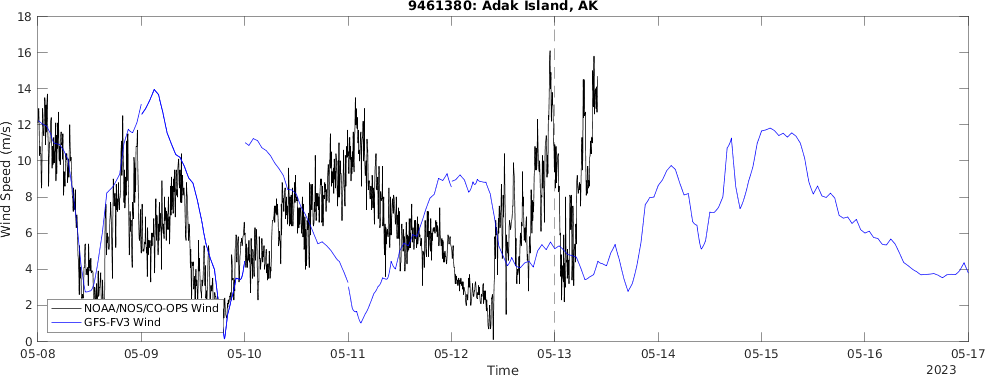 9461380: Adak Island, AK
Wind Speed (m/s)
18
16
14
12
10
8
6
4
2
0
NOAA/NOS/CO-OPS Wind
GFS-FV3 Wind
05-08 05-09 05-10 05-11 05-12 05-13 05-14 05-15 05-16 05-17
Time
2023